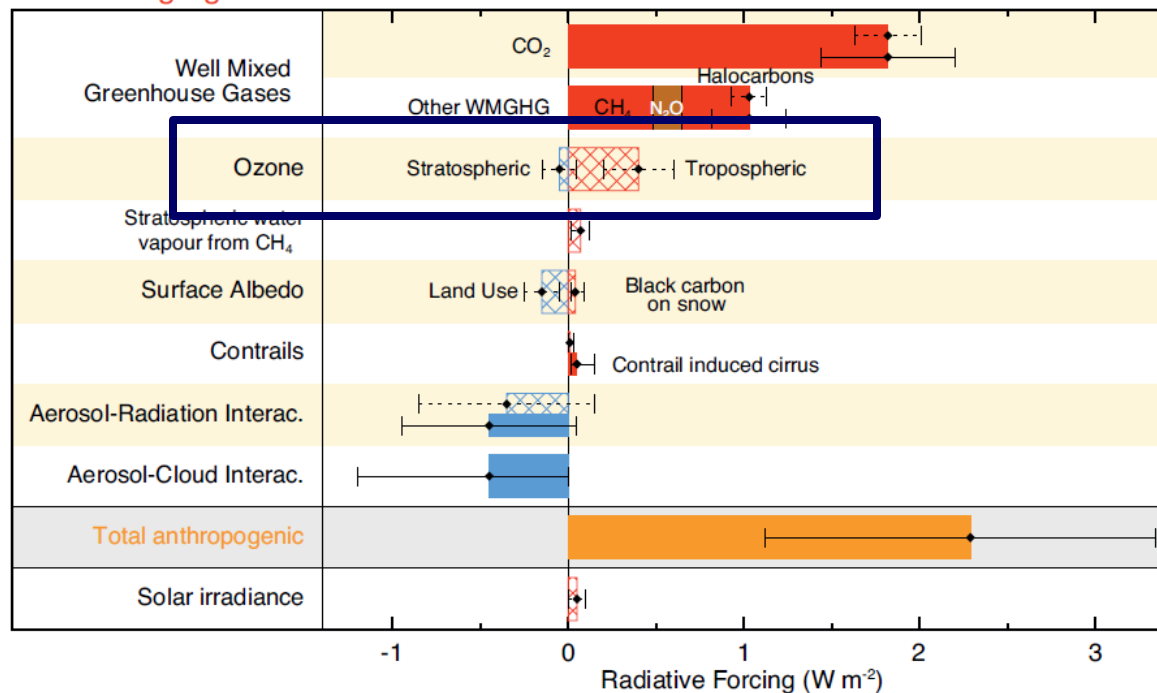 Well Mixed
Greenhouse Gases
CO₂
Halocarbons
Other WMGHG
CH₄
N₂O
Ozone
Stratospheric
Tropospheric
Stratospheric water
vapour from CH₄
Surface Albedo
Land Use
Black carbon
on snow
Contrails
Contrail induced cirrus
Aerosol-Radiation Interac.
Aerosol-Cloud Interac.
Total anthropogenic
Solar irradiance
-1 0 1 2 3
Radiative Forcing (W m⁻²)